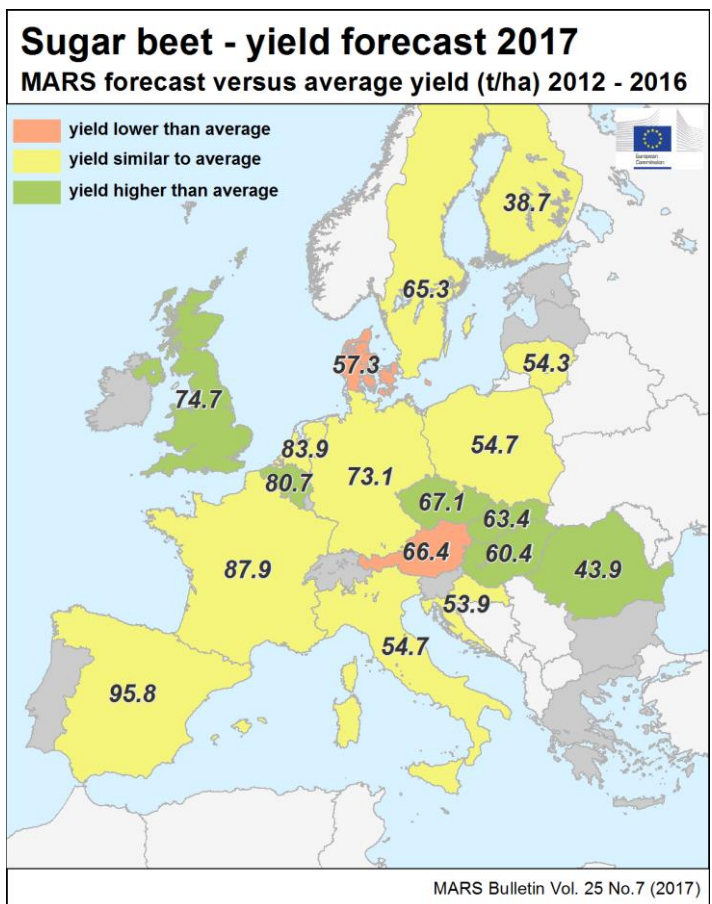 Sugar beet - yield forecast 2017
MARS forecast versus average yield (t/ha) 2012 - 2016
yield lower than average
yield similar to average
yield higher than average
European
Commission
38.7
65.3
57.3
54.3
74.7
83.9
54.7
80.7
73.1
67.1
63.4
66.4
60.4
87.9
43.9
53.9
54.7
95.8
MARS Bulletin Vol. 25 No.7 (2017)